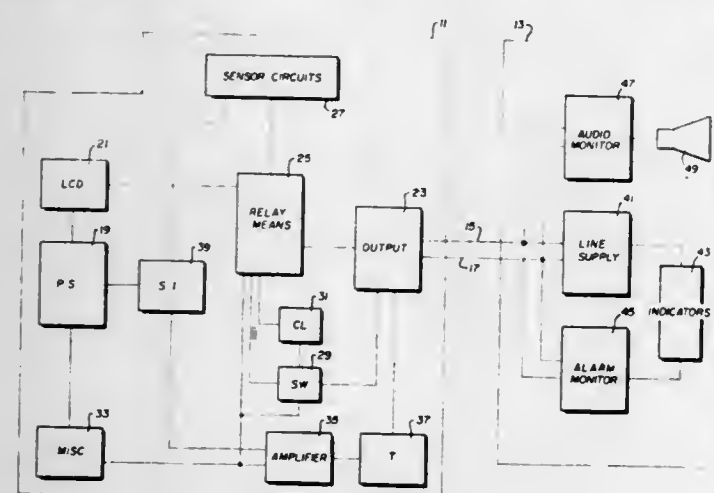 11
13
SENSOR CIRCUITS
27
47
AUDIO MONITOR
49
21
LCD
25
RELAY MEANS
23
OUTPUT
15
17
41
LINE SUPPLY
43
INDICATORS
19
P.S.
39
S.I.
31
CL
29
SW
45
ALARM MONITOR
33
MISC
35
AMPLIFIER
37
T